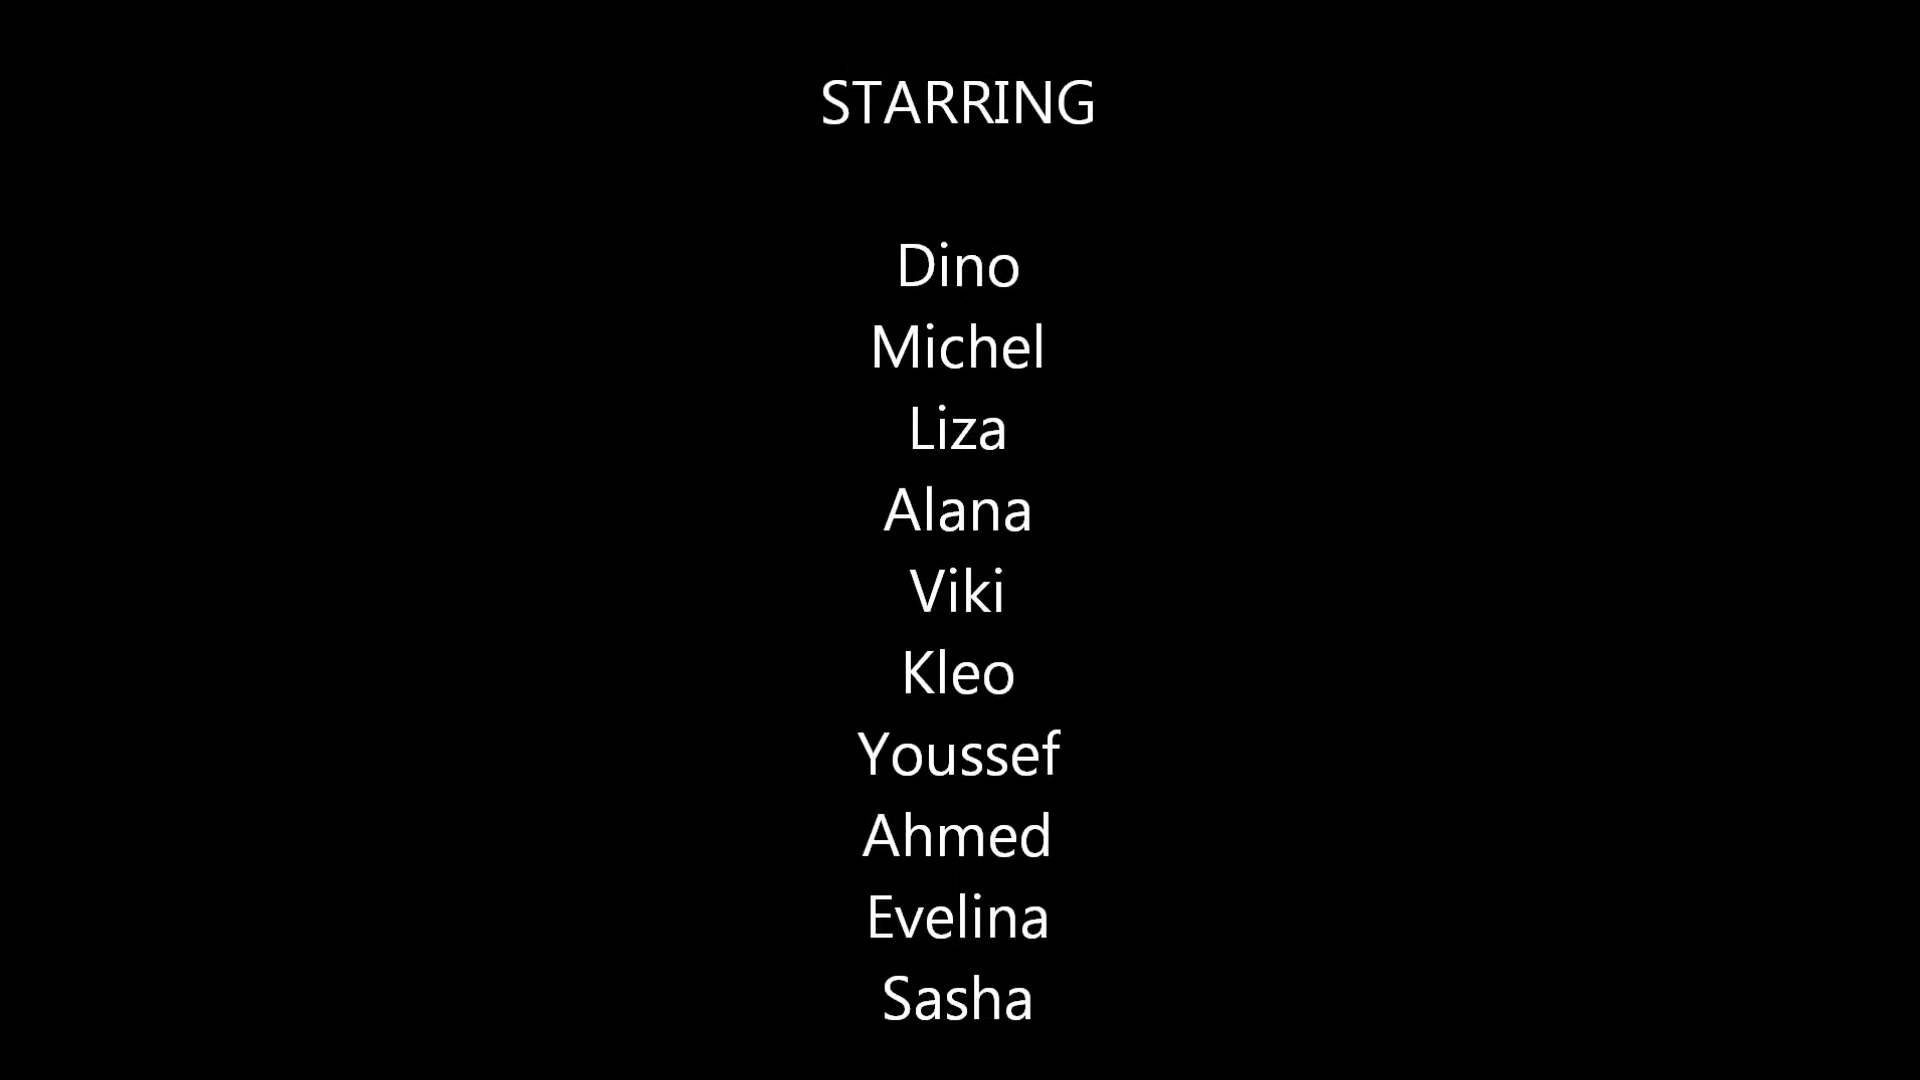 STARRING
Dino
Michel
Liza
Alana
Viki
Kleo
Youssef
Ahmed
Evelina
Sasha